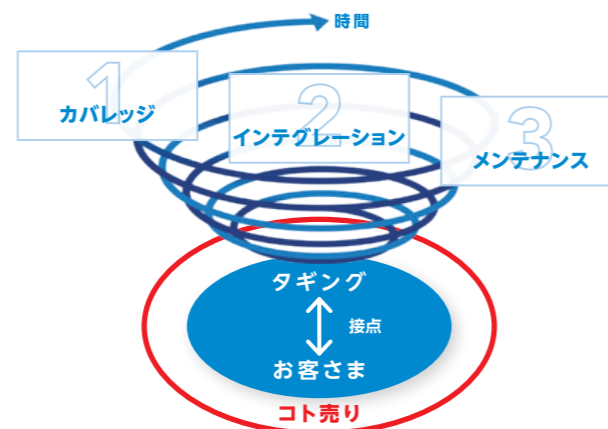 時間
1
カバレッジ
2
インテグレーション
3
メンテナンス
タギング
接点
お客さま
コト売り